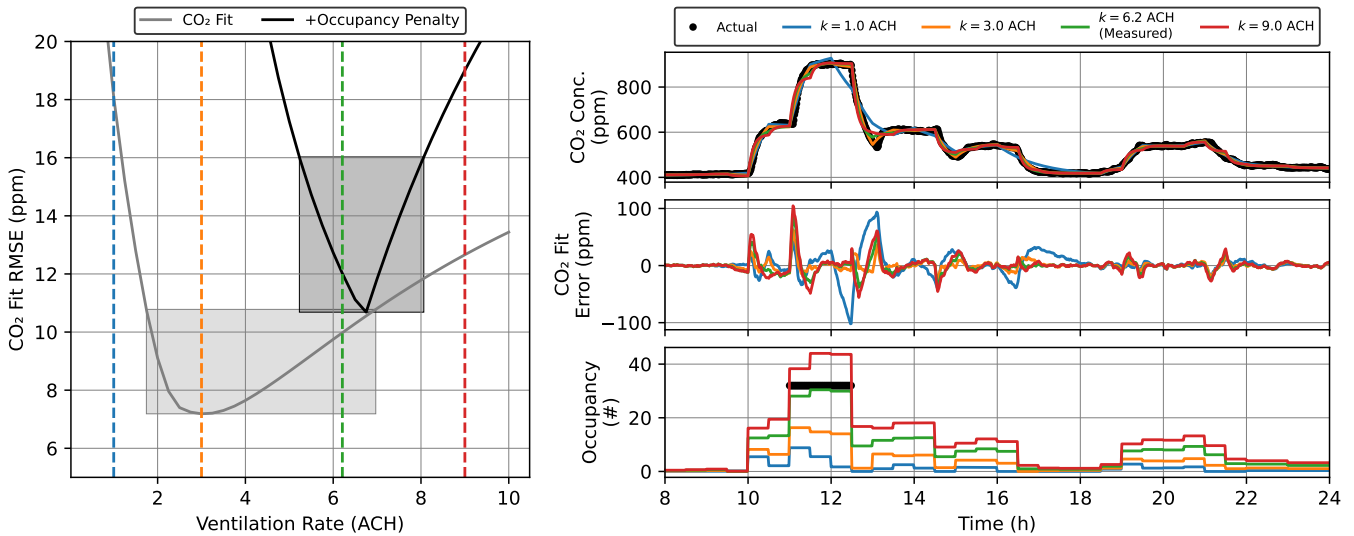 CO₂ Fit
+Occupancy Penalty
CO₂ Fit RMSE (ppm)
20
18
16
14
12
10
8
6
2
4
6
8
10
Ventilation Rate (ACH)
Actual
k = 1.0 ACH
k = 3.0 ACH
k = 6.2 ACH
(Measured)
k = 9.0 ACH
CO₂ Conc.
(ppm)
800
600
400
CO₂ Fit
Error (ppm)
100
0
−100
Occupancy
(#)
40
20
0
8
10
12
14
16
18
20
22
24
Time (h)